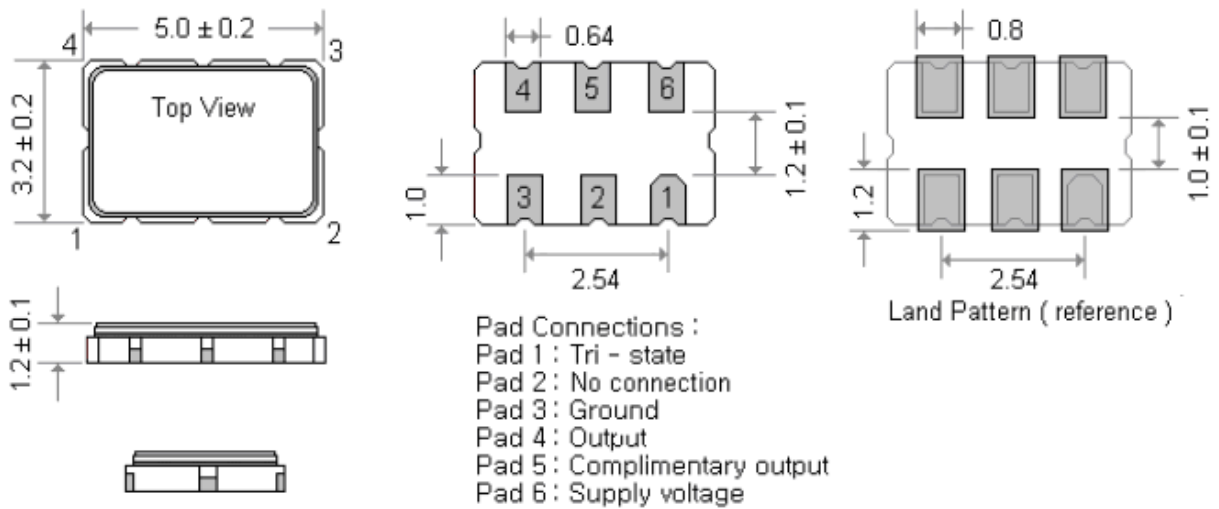 5.0 ± 0.2
4
3
Top View
3.2 ± 0.2
1
2
1.2 ± 0.1
0.64
4
5
6
1.2 ± 0.1
1.0
3
2
1
2.54
0.8
1.0 ± 0.1
1.2
2.54
Land Pattern ( reference )
Pad Connections :
Pad 1 : Tri - state
Pad 2 : No connection
Pad 3 : Ground
Pad 4 : Output
Pad 5 : Complimentary output
Pad 6 : Supply voltage